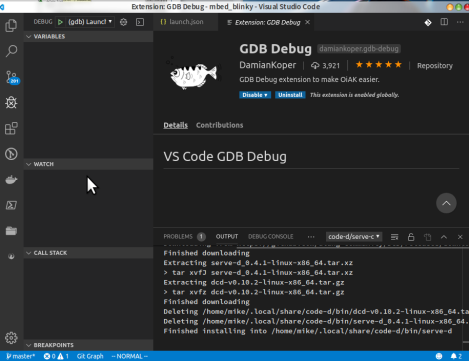 Extension: GDB Debug - mbed_blinky - Visual Studio Code
DEBUG (gdb) Launcl
{} launch.json
Extension: GDB Debug
VARIABLES
GDB Debug damiankoper.gdb-debug
DamianKoper 3,921 ★★★★★ Repository
GDB Debug extension to make OiAK easier.
Disable Uninstall This extension is enabled globally.
201
Details Contributions
VS Code GDB Debug
WATCH
PROBLEMS 1 OUTPUT DEBUG CONSOLE ··· code-d/serve-c
Finished downloading
CALL STACK
Extracting serve-d_0.4.1-linux-x86_64.tar.xz
> tar xvfJ serve-d_0.4.1-linux-x86_64.tar.xz
Extracting dcd-v0.10.2-linux-x86_64.tar.gz
> tar xvfz dcd-v0.10.2-linux-x86_64.tar.gz
Finished downloading
Deleting /home/mike/.local/share/code-d/bin/dcd-v0.10.2-linux-x86_64.
Deleting /home/mike/.local/share/code-d/bin/serve-d_0.4.1-linux-x86_64
Finished installing into /home/mike/.local/share/code-d/bin/serve-d
BREAKPOINTS
master* 0 1 Git Graph -- NORMAL -- 2